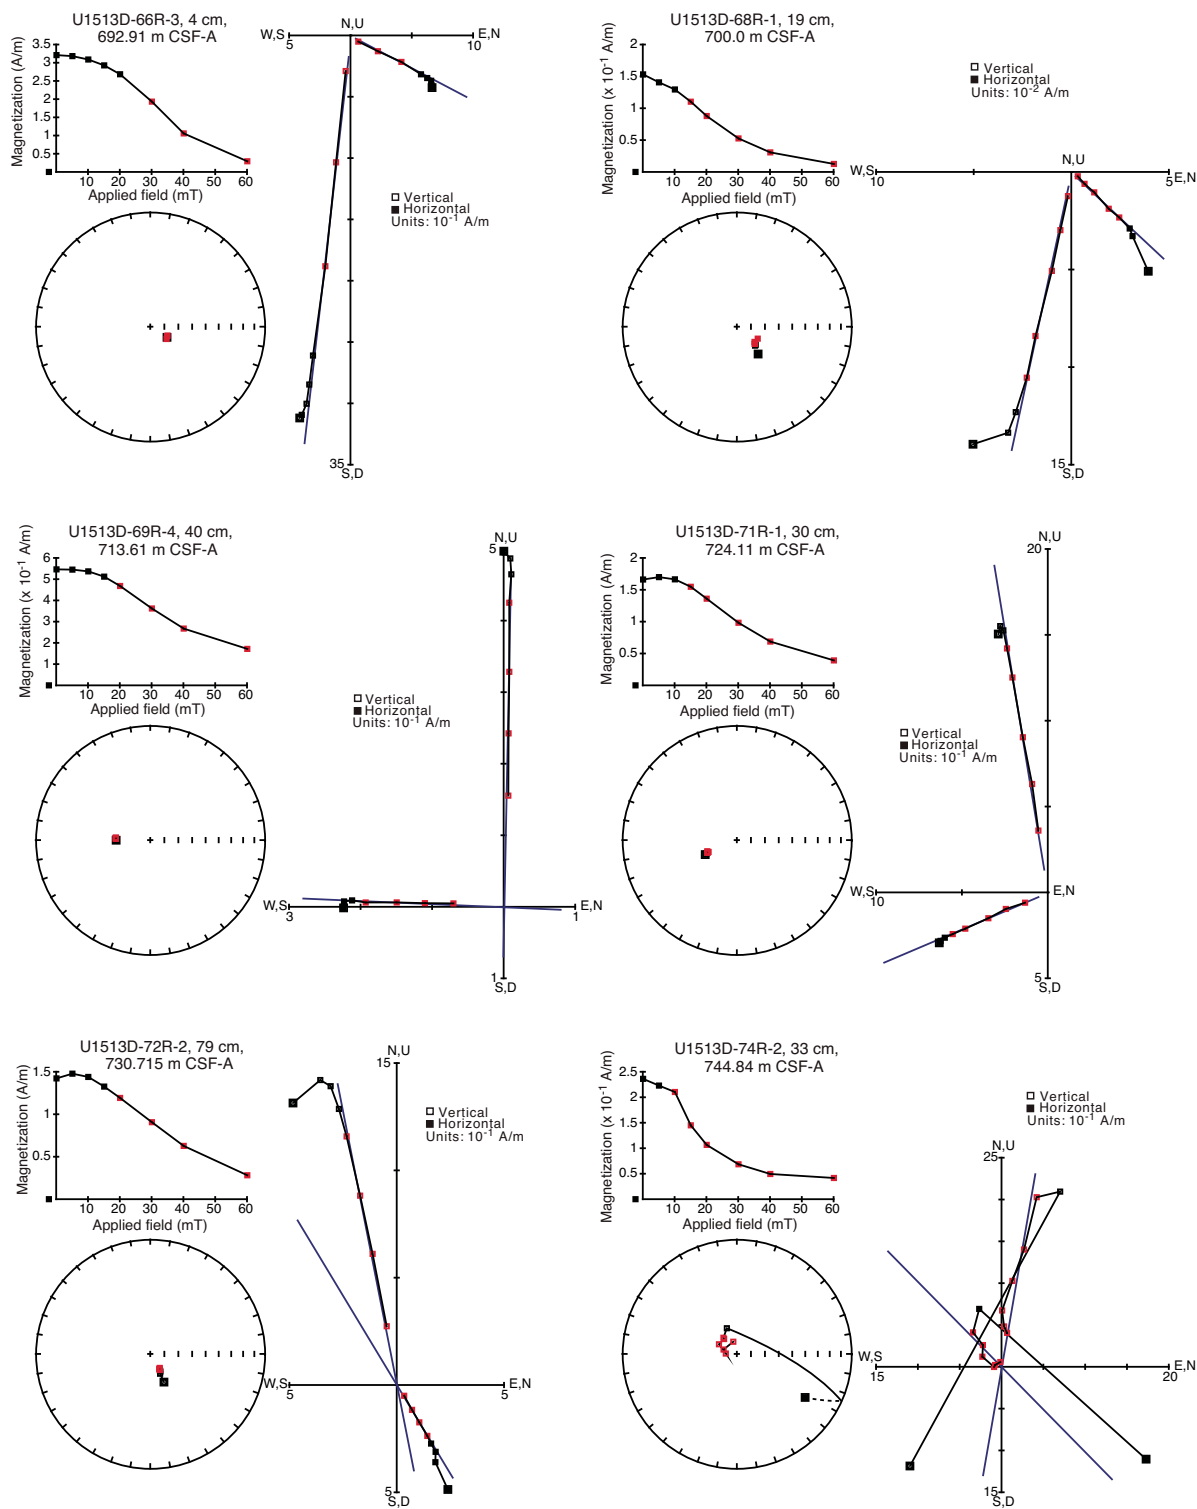 U1513D-66R-3, 4 cm,
692.91 m CSF-A
Magnetization (A/m)
3.5
3
2.5
2
1.5
1
0.5
10 20 30 40 50 60
Applied field (mT)
W,S
5
N,U
10
E,N
Vertical
Horizontal
Units: 10-1 A/m
35
S,D
U1513D-68R-1, 19 cm,
700.0 m CSF-A
Magnetization (x 10-1 A/m)
2
1.5
1
0.5
10 20 30 40 50 60
Applied field (mT)
Vertical
Horizontal
Units: 10-2 A/m
W,S
10
N,U
5
E,N
15
S,D
U1513D-69R-4, 40 cm,
713.61 m CSF-A
Magnetization (x 10-1 A/m)
6
5
4
3
2
1
10 20 30 40 50 60
Applied field (mT)
N,U
5
Vertical
Horizontal
Units: 10-1 A/m
W,S
3
E,N
1
1
S,D
U1513D-71R-1, 30 cm,
724.11 m CSF-A
Magnetization (A/m)
2
1.5
1
0.5
10 20 30 40 50 60
Applied field (mT)
N,U
20
Vertical
Horizontal
Units: 10-1 A/m
W,S
10
E,N
5
S,D
U1513D-72R-2, 79 cm,
730.715 m CSF-A
Magnetization (A/m)
1.5
1
0.5
10 20 30 40 50 60
Applied field (mT)
N,U
15
Vertical
Horizontal
Units: 10-1 A/m
W,S
5
5
E,N
5
S,D
U1513D-74R-2, 33 cm,
744.84 m CSF-A
Magnetization (x 10-1 A/m)
2.5
2
1.5
1
0.5
10 20 30 40 50 60
Applied field (mT)
Vertical
Horizontal
Units: 10-1 A/m
N,U
25
W,S
15
E,N
20
15
S,D